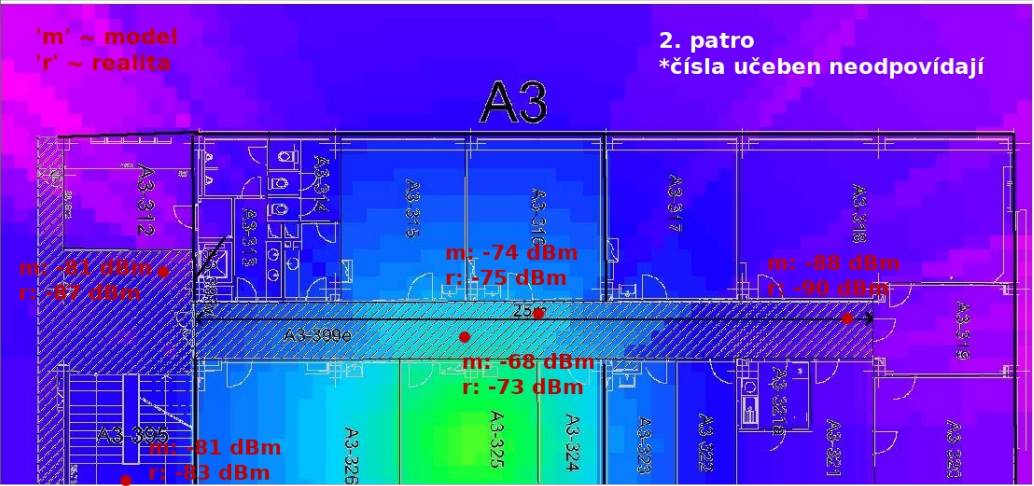 'm' ~ model
'r' ~ realita
2. patro
*čísla učeben neodpovídají
A3
A3-312
A3-314
A3-313
A3-315
A3-316
A3-317
A3-318
m: -81 dBm
r: -87 dBm
m: -74 dBm
r: -75 dBm
m: -88 dBm
r: -90 dBm
A3-399e
A3-319
m: -68 dBm
r: -73 dBm
A3-395
m: -81 dBm
r: -83 dBm
A3-326
A3-325
A3-324
A3-323
A3-322
A3-321a
A3-321
A3-320